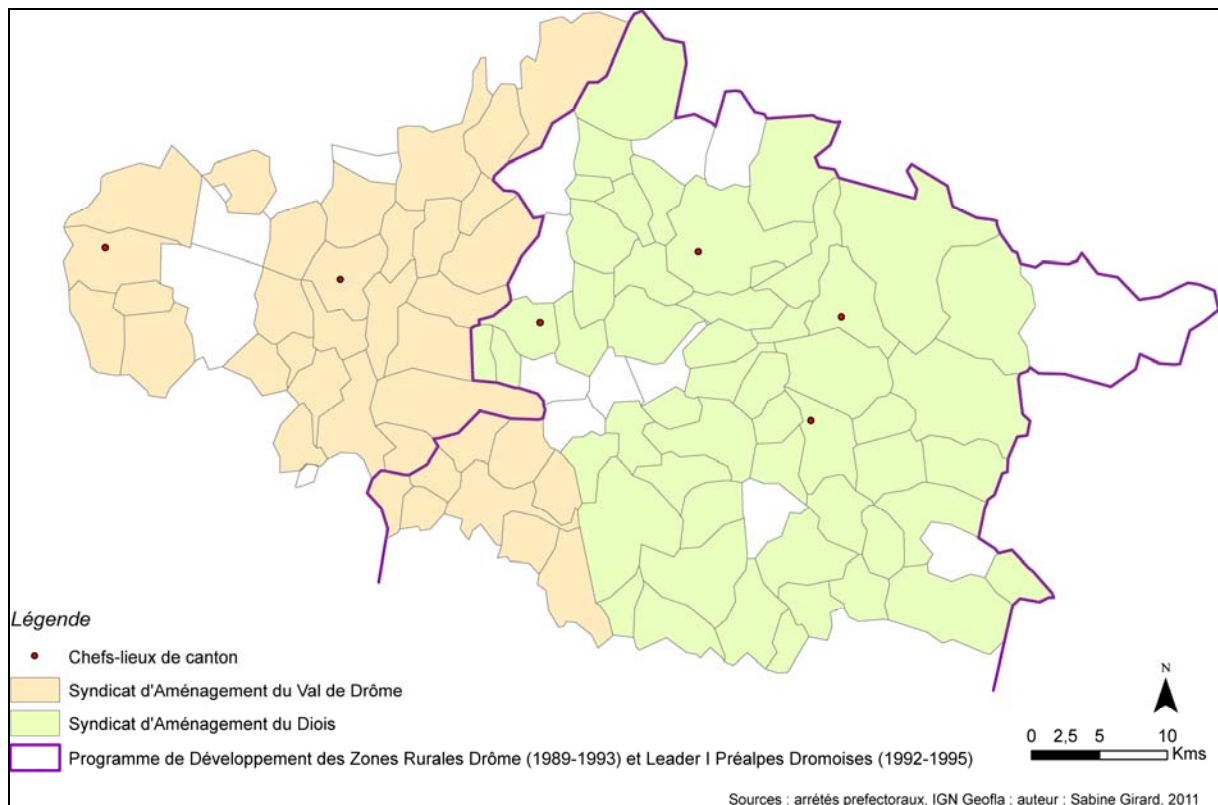 Légende
Chefs-lieux de canton
Syndicat d'Aménagement du Val de Drôme
Syndicat d'Aménagement du Diois
Programme de Développement des Zones Rurales Drôme (1989-1993) et Leader I Préalpes Dromoises (1992-1995)
N
0 2,5 5 10
Kms
Sources : arrétés prefectoraux, IGN Geofla ; auteur : Sabine Girard, 2011